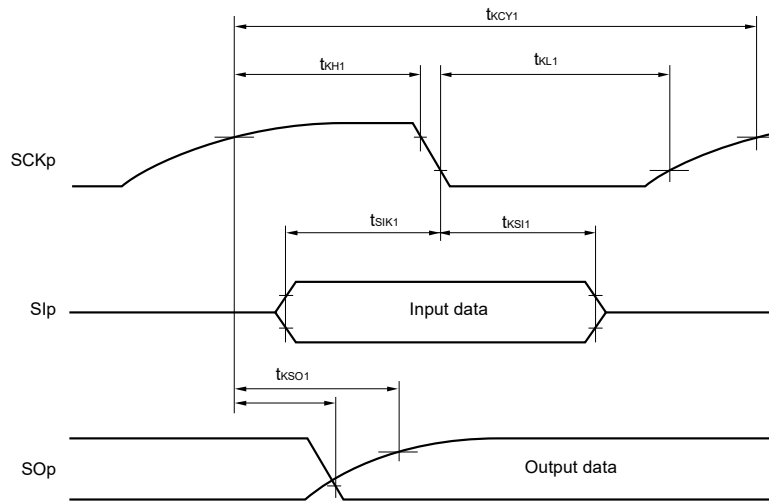 tKCY1
tKH1
tKL1
SCKp
tSIK1
tKSI1
SIp
Input data
tKSO1
SOp
Output data